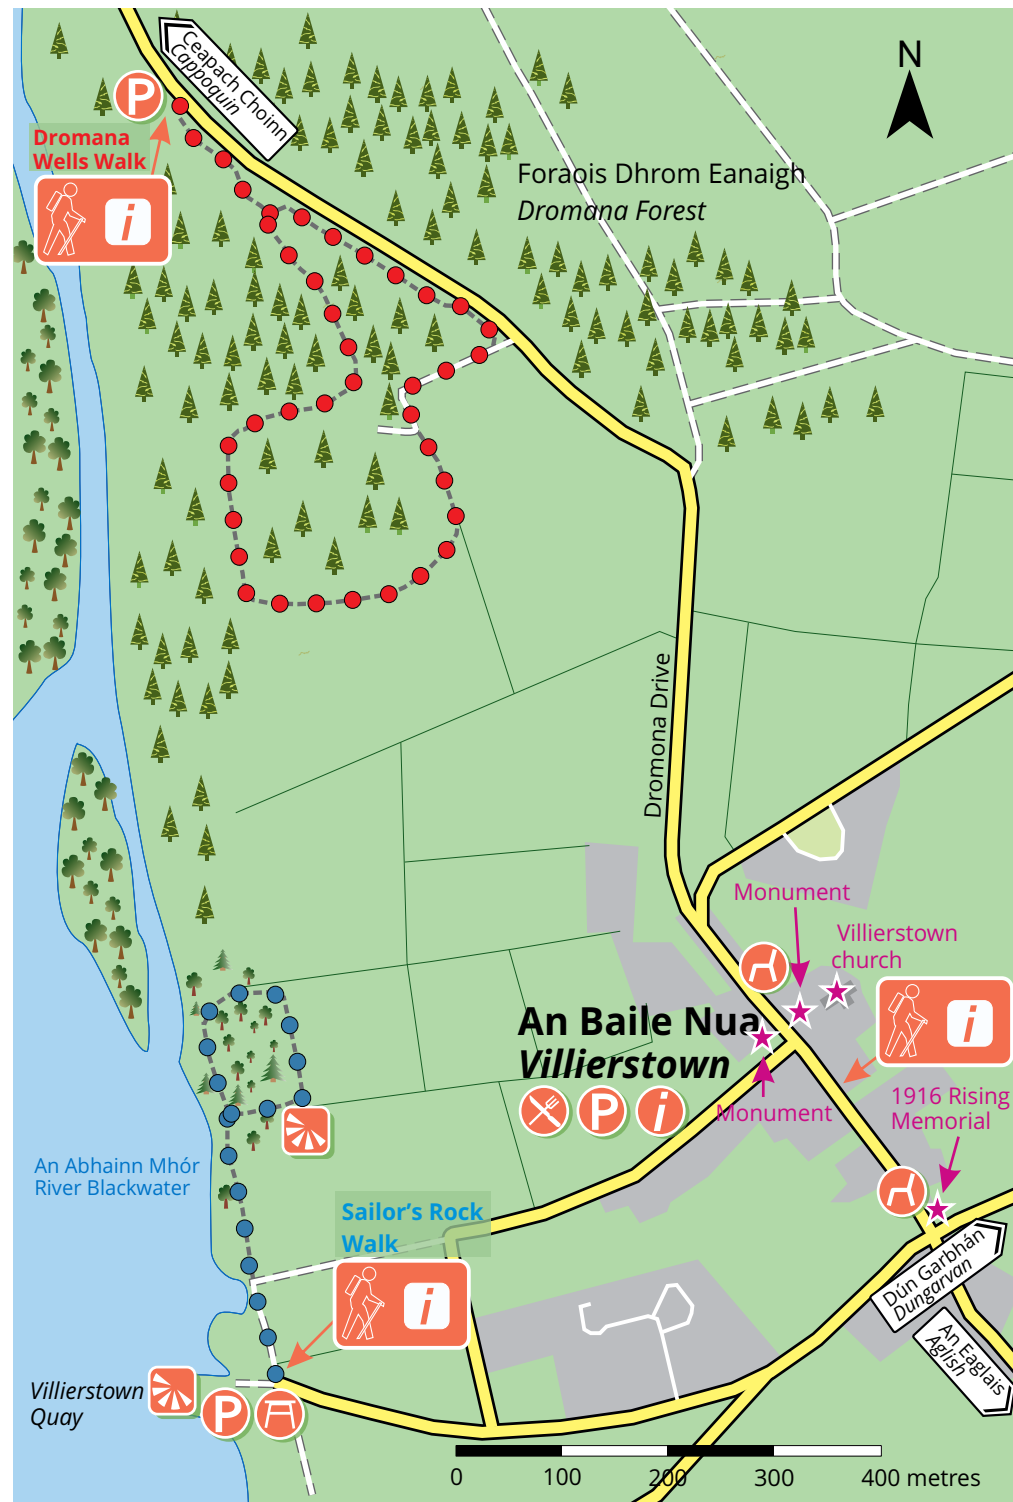 Ceapach Choinn
Cappoquin
N
P
Dromana
Wells Walk
i
Foraois Dhrom Eanaigh
Dromana Forest
Dromona Drive
Monument
Villierstown
church
An Baile Nua
Villierstown
i
P
i
Monument
1916 Rising
Memorial
An Abhainn Mhór
River Blackwater
Sailor's Rock
Walk
i
Dún Garbhán
Dungarvan
An Eaglais
Aglish
Villierstown
Quay
P
0 100 200 300 400 metres